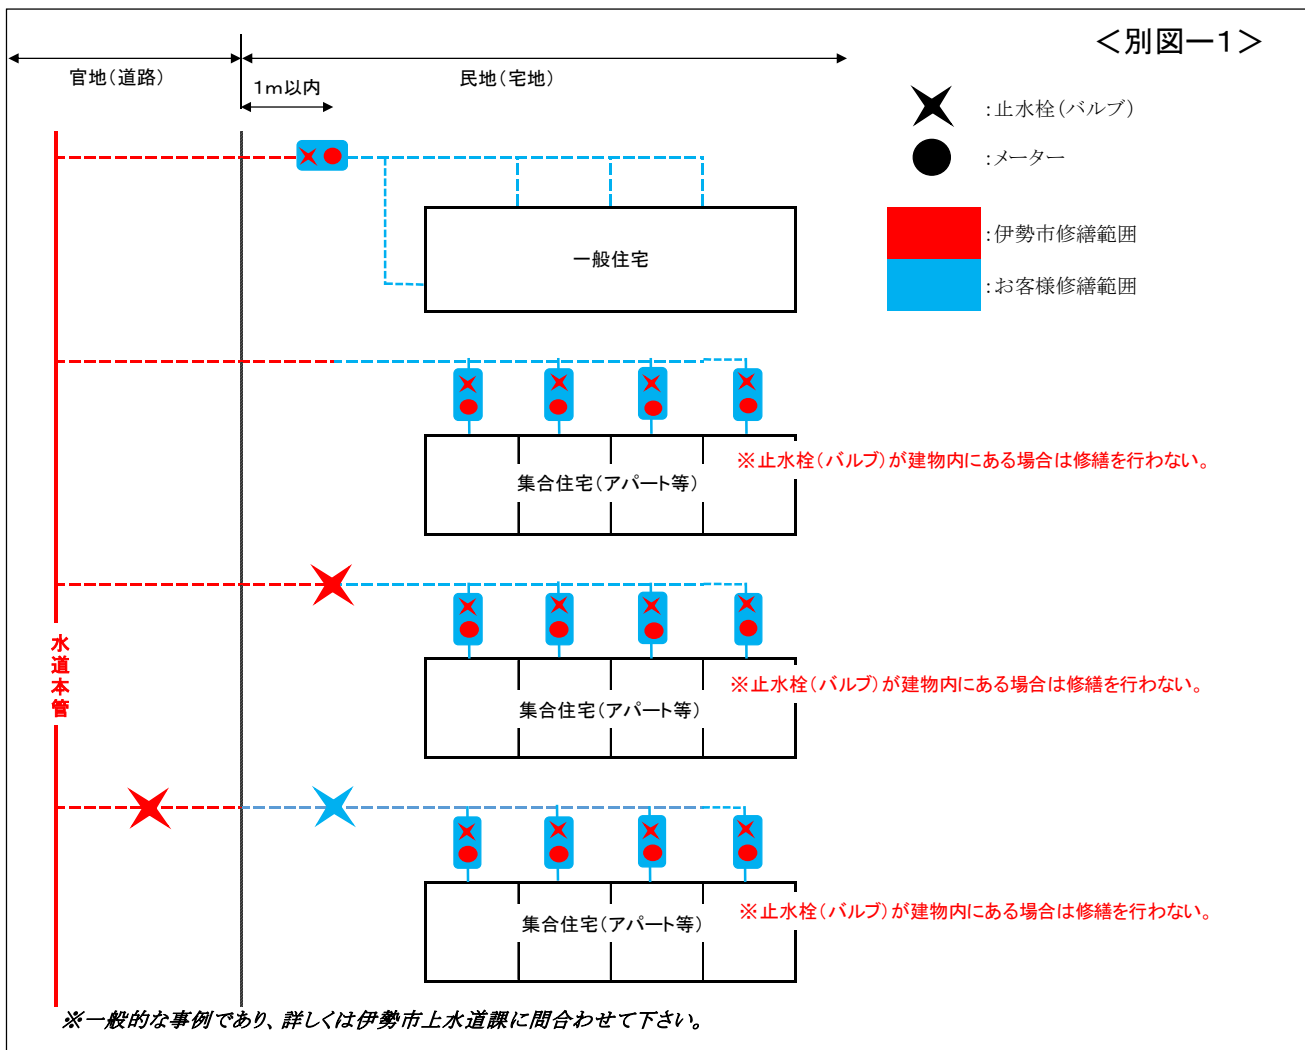 ＜別図－1＞
官地（道路）
民地（宅地）
1ｍ以内
：止水栓（バルブ）
：メーター
：伊勢市修繕範囲
：お客様修繕範囲
一般住宅
集合住宅（アパート等）
※止水栓（バルブ）が建物内にある場合は修繕を行わない。
水道本管
集合住宅（アパート等）
※止水栓（バルブ）が建物内にある場合は修繕を行わない。
集合住宅（アパート等）
※止水栓（バルブ）が建物内にある場合は修繕を行わない。
※一般的な事例であり、詳しくは伊勢市上水道課に問合わせて下さい。